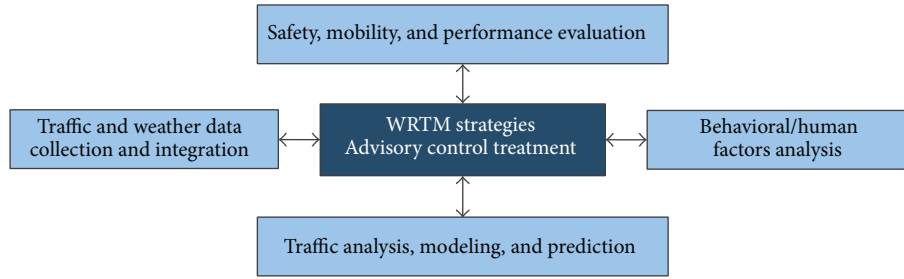 Safety, mobility, and performance evaluation
Traffic and weather data
collection and integration
WRTM strategies
Advisory control treatment
Behavioral/human
factors analysis
Traffic analysis, modeling, and prediction